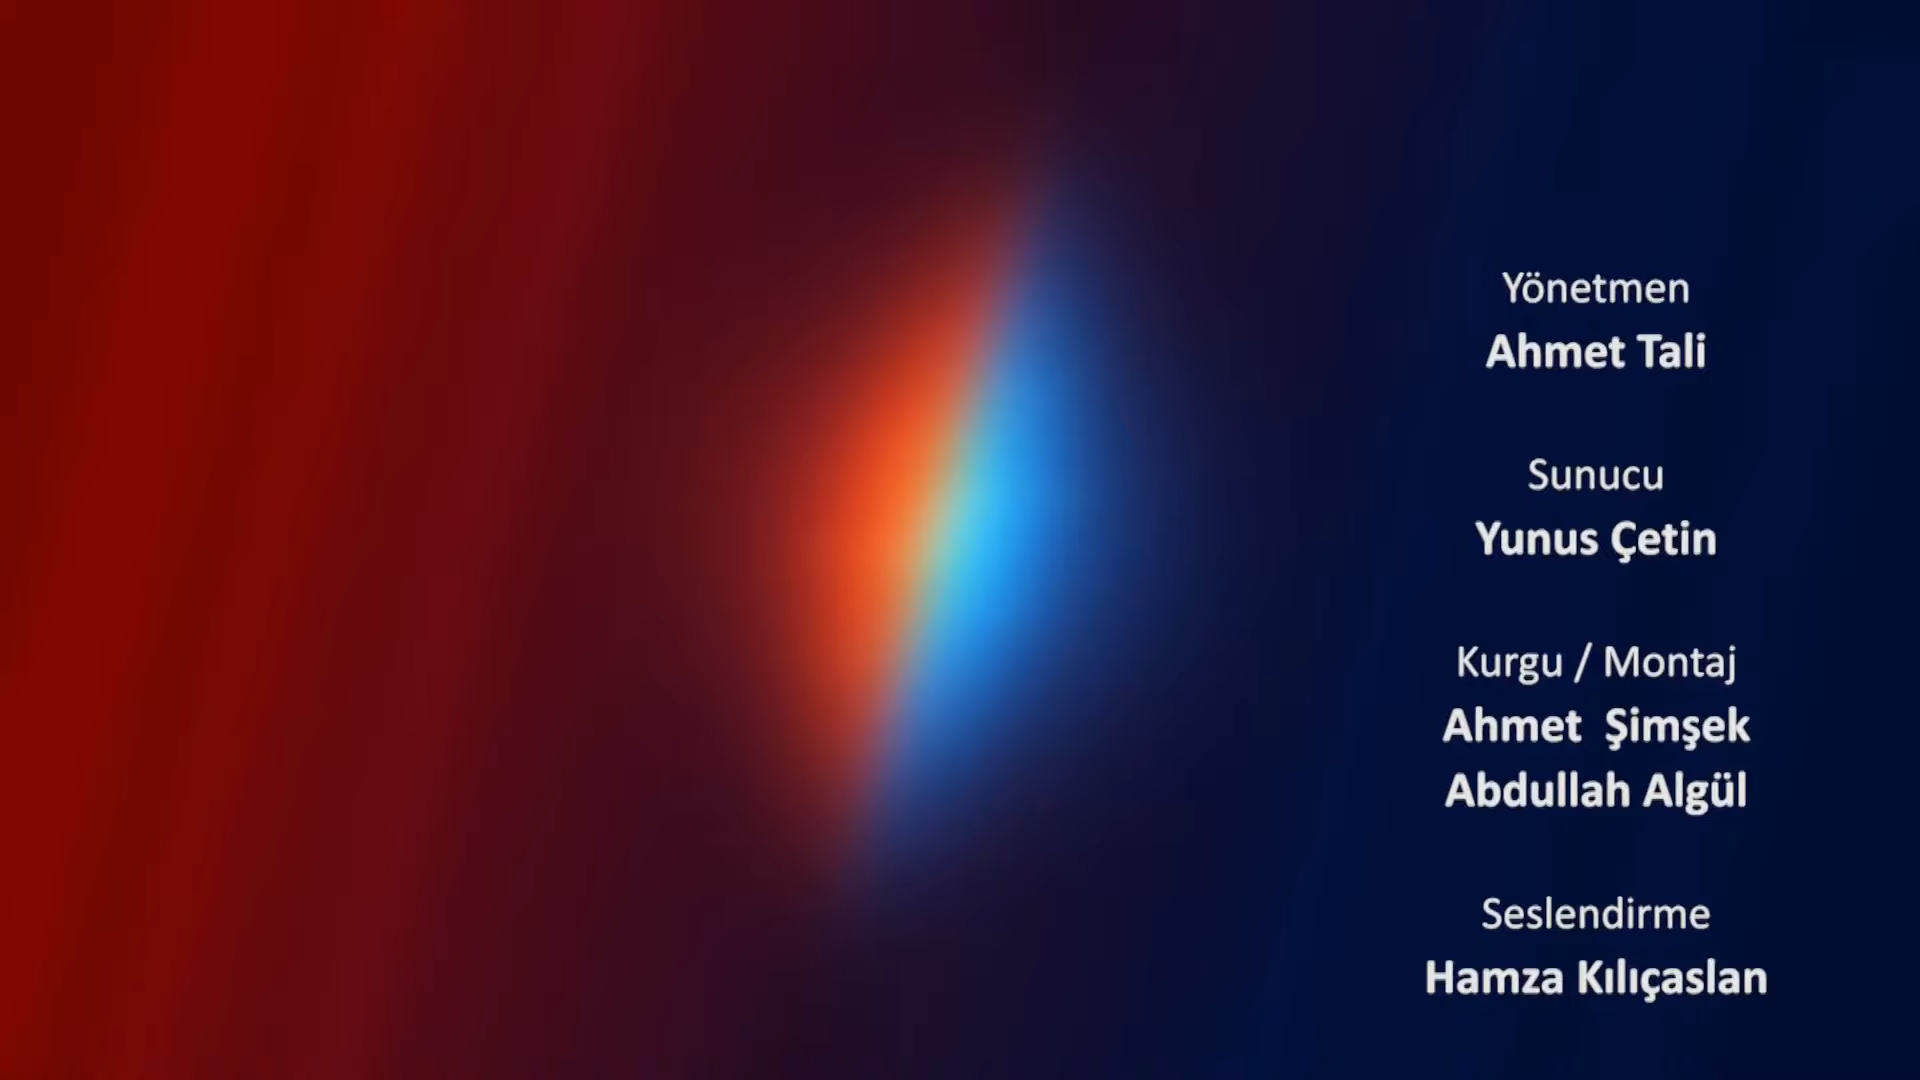 Yönetmen
Ahmet Tali
Sunucu
Yunus Çetin
Kurgu / Montaj
Ahmet  Şimşek
Abdullah Algül
Seslendirme
Hamza Kılıçaslan